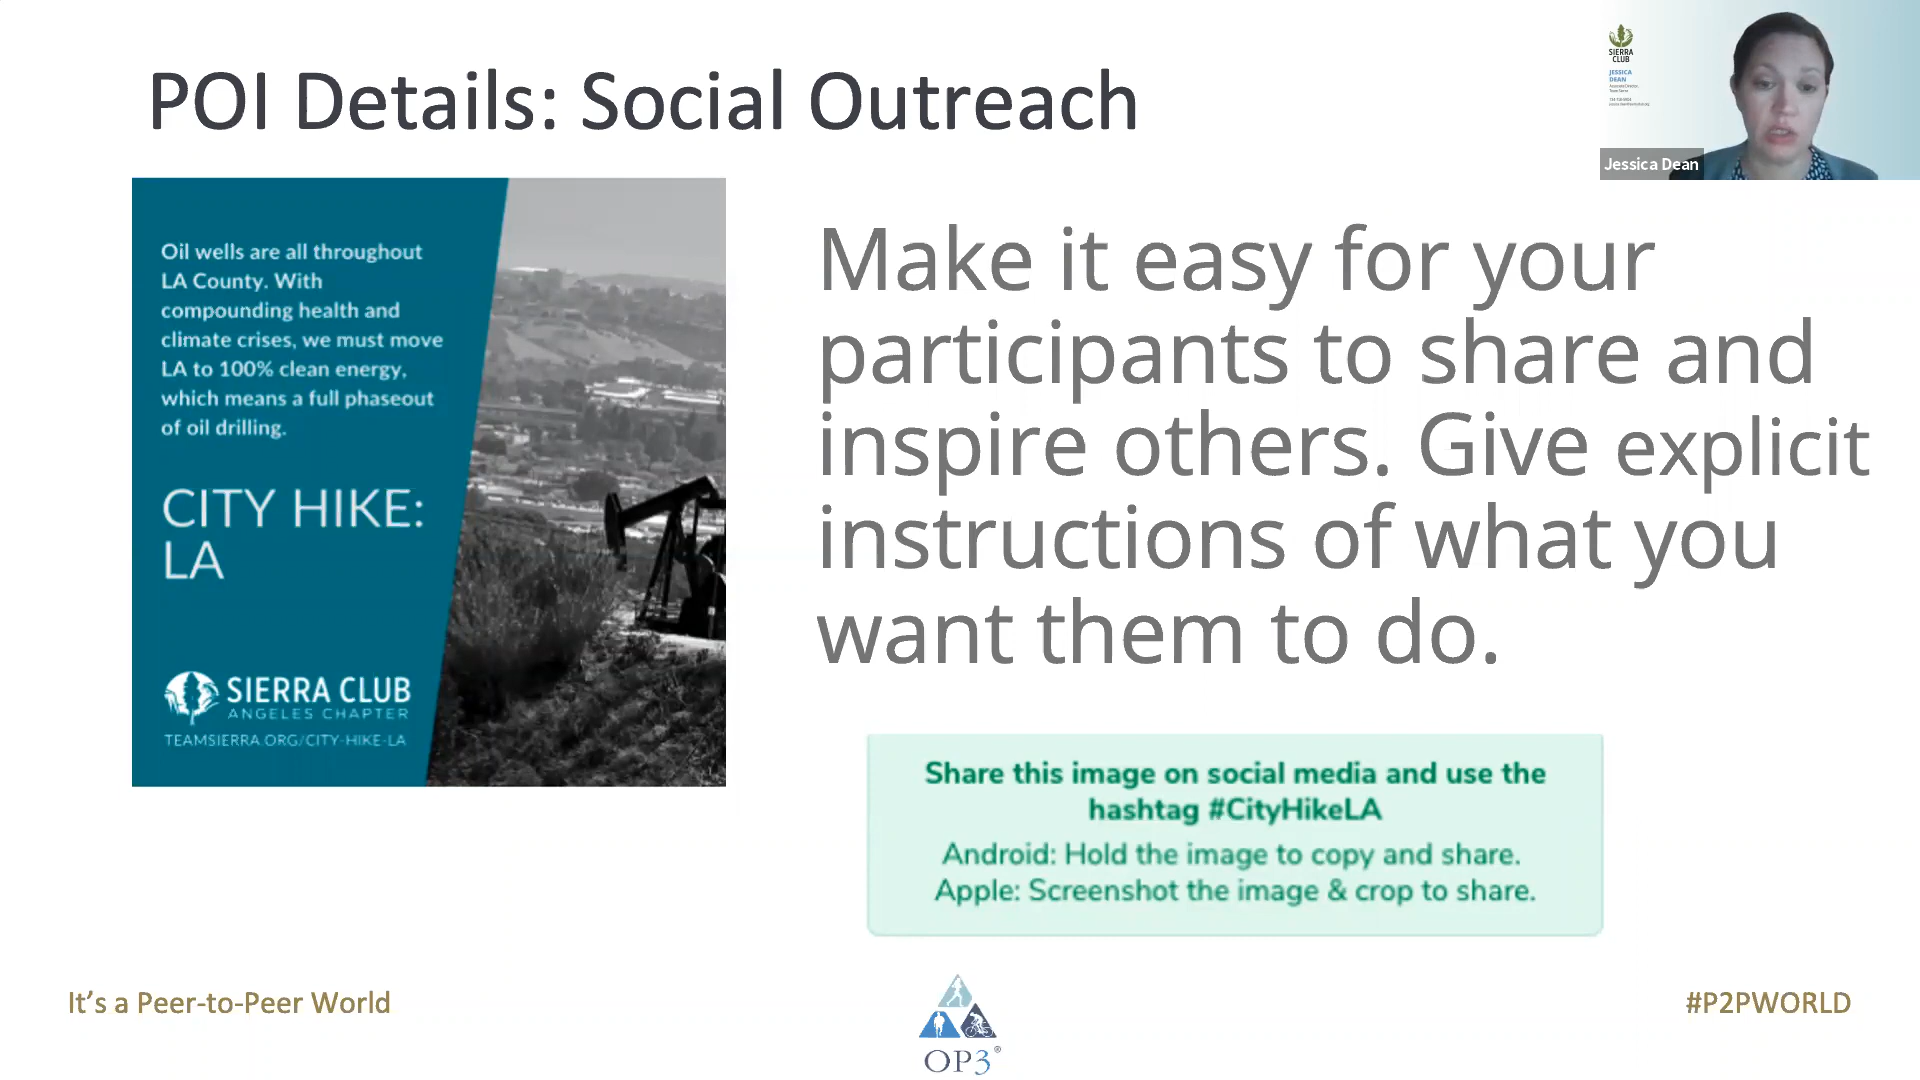 POI Details: Social Outreach
SIERRA
CLUB
JESSICA
DEAN
Jessica Dean
Oil wells are all throughout
LA County. With
compounding health and
climate crises, we must move
LA to 100% clean energy,
which means a full phaseout
of oil drilling.
CITY HIKE:
LA
SIERRA CLUB
ANGELES CHAPTER
TEAMSIERRA.ORG/CITY-HIKE-LA
Make it easy for your
participants to share and
inspire others. Give explicit
instructions of what you
want them to do.
Share this image on social media and use the
hashtag #CityHikeLA
Android: Hold the image to copy and share.
Apple: Screenshot the image & crop to share.
It’s a Peer-to-Peer World
OP3®
#P2PWORLD